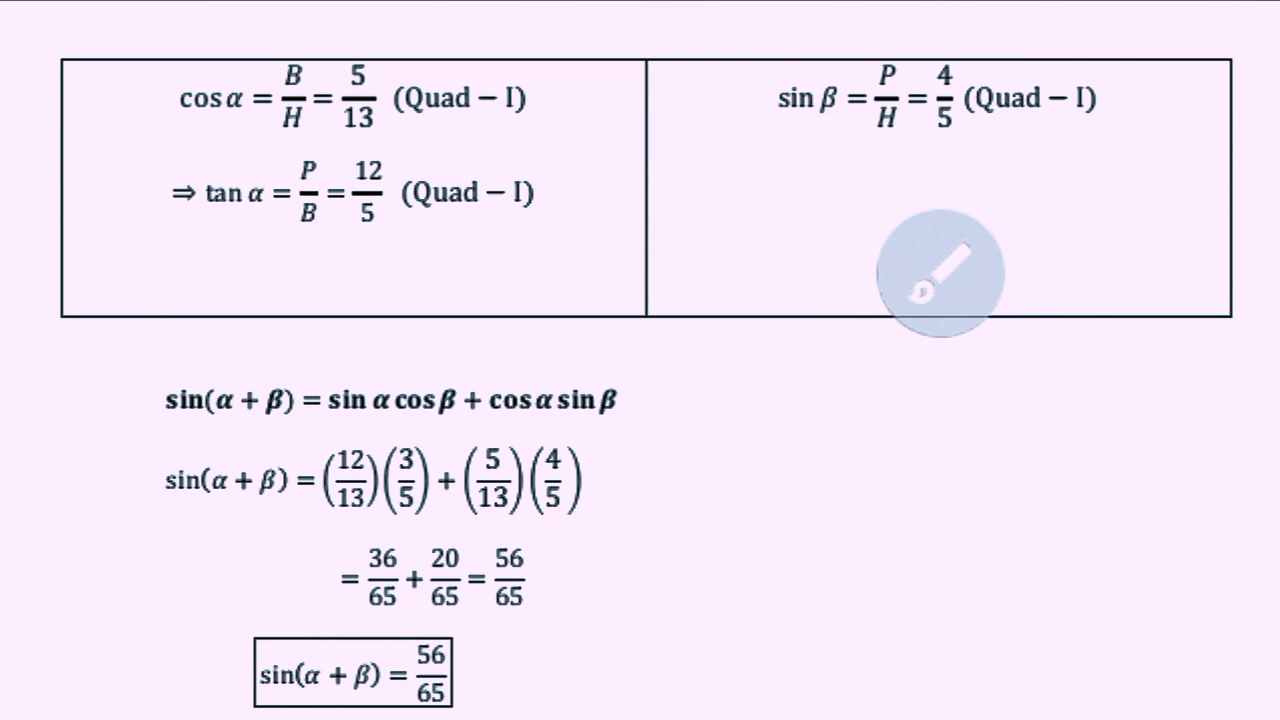 cos α = B/H = 5/13 (Quad − I)
⇒ tan α = P/B = 12/5 (Quad − I)
sin β = P/H = 4/5 (Quad − I)
sin(α + β) = sin α cos β + cos α sin β
sin(α + β) = (12/13)(3/5) + (5/13)(4/5)
= 36/65 + 20/65 = 56/65
sin(α + β) = 56/65